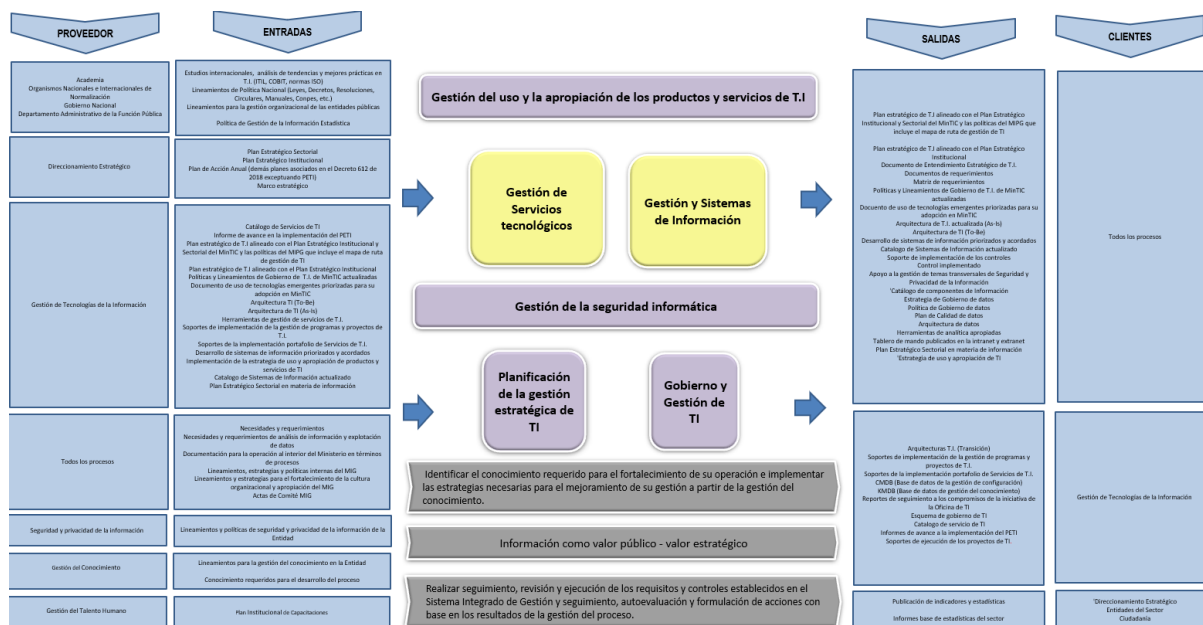 PROVEEDOR
Academia
Organismos Nacionales e Internacionales de
Normalización
Gobierno Nacional
Departamento Administrativo de la Función Pública
Direccionamiento Estratégico
Gestión de Tecnologías de la Información
Todos los procesos
Seguridad y privacidad de la información
Gestión del Conocimiento
Gestión del Talento Humano
ENTRADAS
Estudios internacionales, análisis de tendencias y mejores prácticas en
T.I. (ITIL, COBIT, normas ISO)
Lineamientos de Política Nacional (Leyes, Decretos, Resoluciones,
Circulares, Manuales, Conpes, etc.)
Lineamientos para la gestión organizacional de las entidades públicas
Política de Gestión de la Información Estadística
Plan Estratégico Sectorial
Plan Estratégico Institucional
Plan de Acción Anual (demás planes asociados en el Decreto 612 de
2018 exceptuando PETI)
Marco estratégico
Catálogo de Servicios de TI
Informe de avance en la implementación del PETI
Plan estratégico de T.I alineado con el Plan Estratégico Institucional y
Sectorial del MinTIC y las políticas del MIPG que incluye el mapa de ruta
de gestión de TI
Plan estratégico de T.I alineado con el Plan Estratégico Institucional
Políticas y Lineamientos de Gobierno de T.I. de MinTIC actualizadas
Documento de uso de tecnologías emergentes priorizadas para su
adopción en MinTIC
Arquitectura TI (To-Be)
Arquitectura de TI (As-Is)
Herramientas de gestión de servicios de T.I.
Soportes de implementación de la gestión de programas y proyectos de
T.I.
Soportes de la implementación portafolio de Servicios de T.I.
Desarrollo de sistemas de información priorizados y acordados
Implementación de la estrategia de uso y apropiación de productos y
servicios de TI
Catalogo de Sistemas de Información actualizado
Plan Estratégico Sectorial en materia de información
Necesidades y requerimientos
Necesidades y requerimientos de análisis de información y explotación
de datos
Documentación para la operación al interior del Ministerio en términos
de procesos
Lineamientos, estrategias y políticas internas del MIG
Lineamientos y estrategias para el fortalecimiento de la cultura
organizacional y apropiación del MIG
Actas de Comité MIG
Lineamientos y políticas de seguridad y privacidad de la información de la
Entidad
Lineamientos para la gestión del conocimiento en la Entidad
Conocimiento requeridos para el desarrollo del proceso
Plan Institucional de Capacitaciones
Gestión del uso y la apropiación de los productos y servicios de T.I
Gestión de
Servicios
tecnológicos
Gestión y Sistemas
de Información
Gestión de la seguridad informática
Planificación
de la gestión
estratégica de
TI
Gobierno y
Gestión de
TI
Identificar el conocimiento requerido para el fortalecimiento de su operación e implementar
las estrategias necesarias para el mejoramiento de su gestión a partir de la gestión del
conocimiento.
Información como valor público - valor estratégico
Realizar seguimiento, revisión y ejecución de los requisitos y controles establecidos en el
Sistema Integrado de Gestión y seguimiento, autoevaluación y formulación de acciones con
base en los resultados de la gestión del proceso.
SALIDAS
Plan estratégico de T.I alineado con el Plan Estratégico
Institucional y Sectorial del MinTIC y las políticas del MIPG que
incluye el mapa de ruta de gestión de TI
Plan estratégico de T.I alineado con el Plan Estratégico
Institucional
Documento de Entendimiento Estratégico de T.I.
Documentos de requerimientos
Matriz de requerimientos
Políticas y Lineamientos de Gobierno de T.I. de MinTIC
actualizadas
Docuento de uso de tecnologías emergentes priorizadas para su
adopción en MinTIC
Arquitectura de T.I. actualizada (As-Is)
Arquitectura de TI (To-Be)
Desarrollo de sistemas de información priorizados y acordados
Catalogo de Sistemas de Información actualizado
Soporte de implementación de los controles
Control implementado
Apoyo a la gestión de temas transversales de Seguridad y
Privacidad de la Información
'Catálogo de componentes de Información
Estrategia de Gobierno de datos
Política de Gobierno de datos
Plan de Calidad de datos
Arquitectura de datos
Herramientas de analítica apropiadas
Tablero de mando publicados en la intranet y extranet
Plan Estratégico Sectorial en materia de información
'Estrategia de uso y apropiación de TI
Arquitecturas T.I. (Transición)
Soportes de implementación de la gestión de programas y
proyectos de T.I.
Soportes de la implementación portafolio de Servicios de T.I.
CMDB (Base de datos de la gestión de configuración)
KMDB (Base de datos de gestión del conocimiento)
Reportes de seguimiento a los compromisos de la iniciativa de
la Oficina de TI
Esquema de gobierno de TI
Catalogo de servicio de TI
Informes de avance a la implementación del PETI
Soportes de ejecución de los proyectos de TI.
Publicación de indicadores y estadísticas
Informes base de estadísticas del sector
CLIENTES
Todos los procesos
Gestión de Tecnologías de la Información
'Direccionamiento Estratégico
Entidades del Sector
Ciudadanía